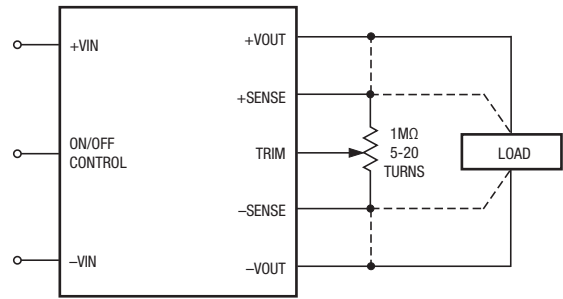 +VIN
ON/OFF
CONTROL
–VIN
+VOUT
+SENSE
TRIM
–SENSE
–VOUT
1MΩ
5-20
TURNS
LOAD